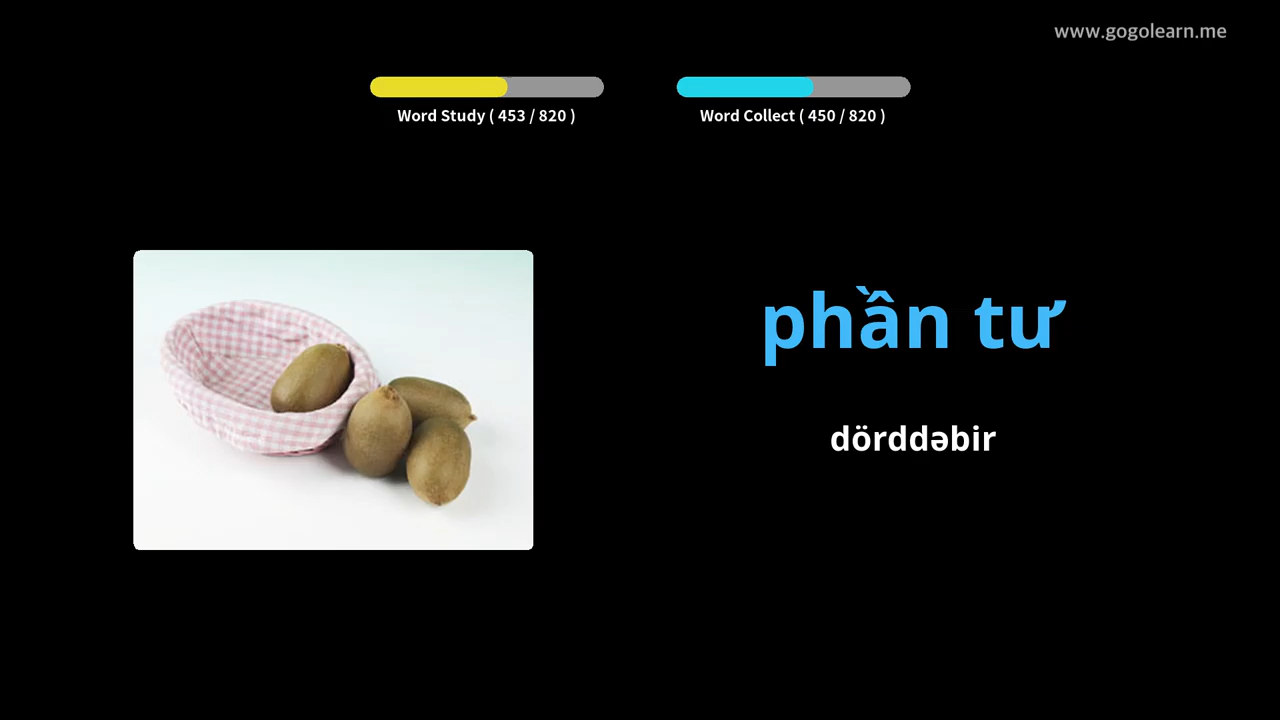 www.gogolearn.me
Word Study ( 453 / 820 )
Word Collect ( 450 / 820 )
phần tư
dörddəbir